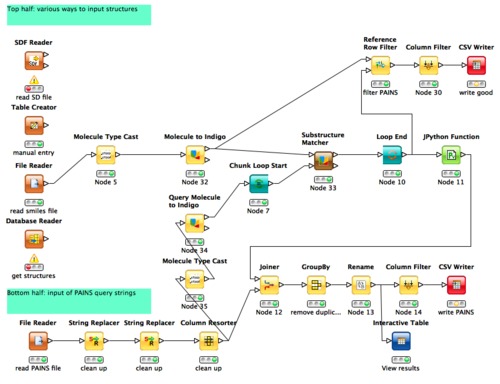 Top half: various ways to input structures
SDF Reader
read SD file
Table Creator
manual entry
File Reader
read smiles file
Database Reader
get structures
Molecule Type Cast
Node 5
Molecule to Indigo
Node 32
Query Molecule
to Indigo
Node 34
Molecule Type Cast
Node 35
Chunk Loop Start
Node 7
Substructure
Matcher
Node 33
Reference
Row Filter
filter PAINS
Column Filter
Node 30
CSV Writer
write good
Loop End
Node 10
JPython Function
Node 11
Bottom half: input of PAINS query strings
File Reader
read PAINS file
String Replacer
clean up
String Replacer
clean up
Column Resorter
clean up
Joiner
Node 12
GroupBy
remove duplic...
Rename
Node 13
Column Filter
Node 14
CSV Writer
write PAINS
Interactive Table
View results